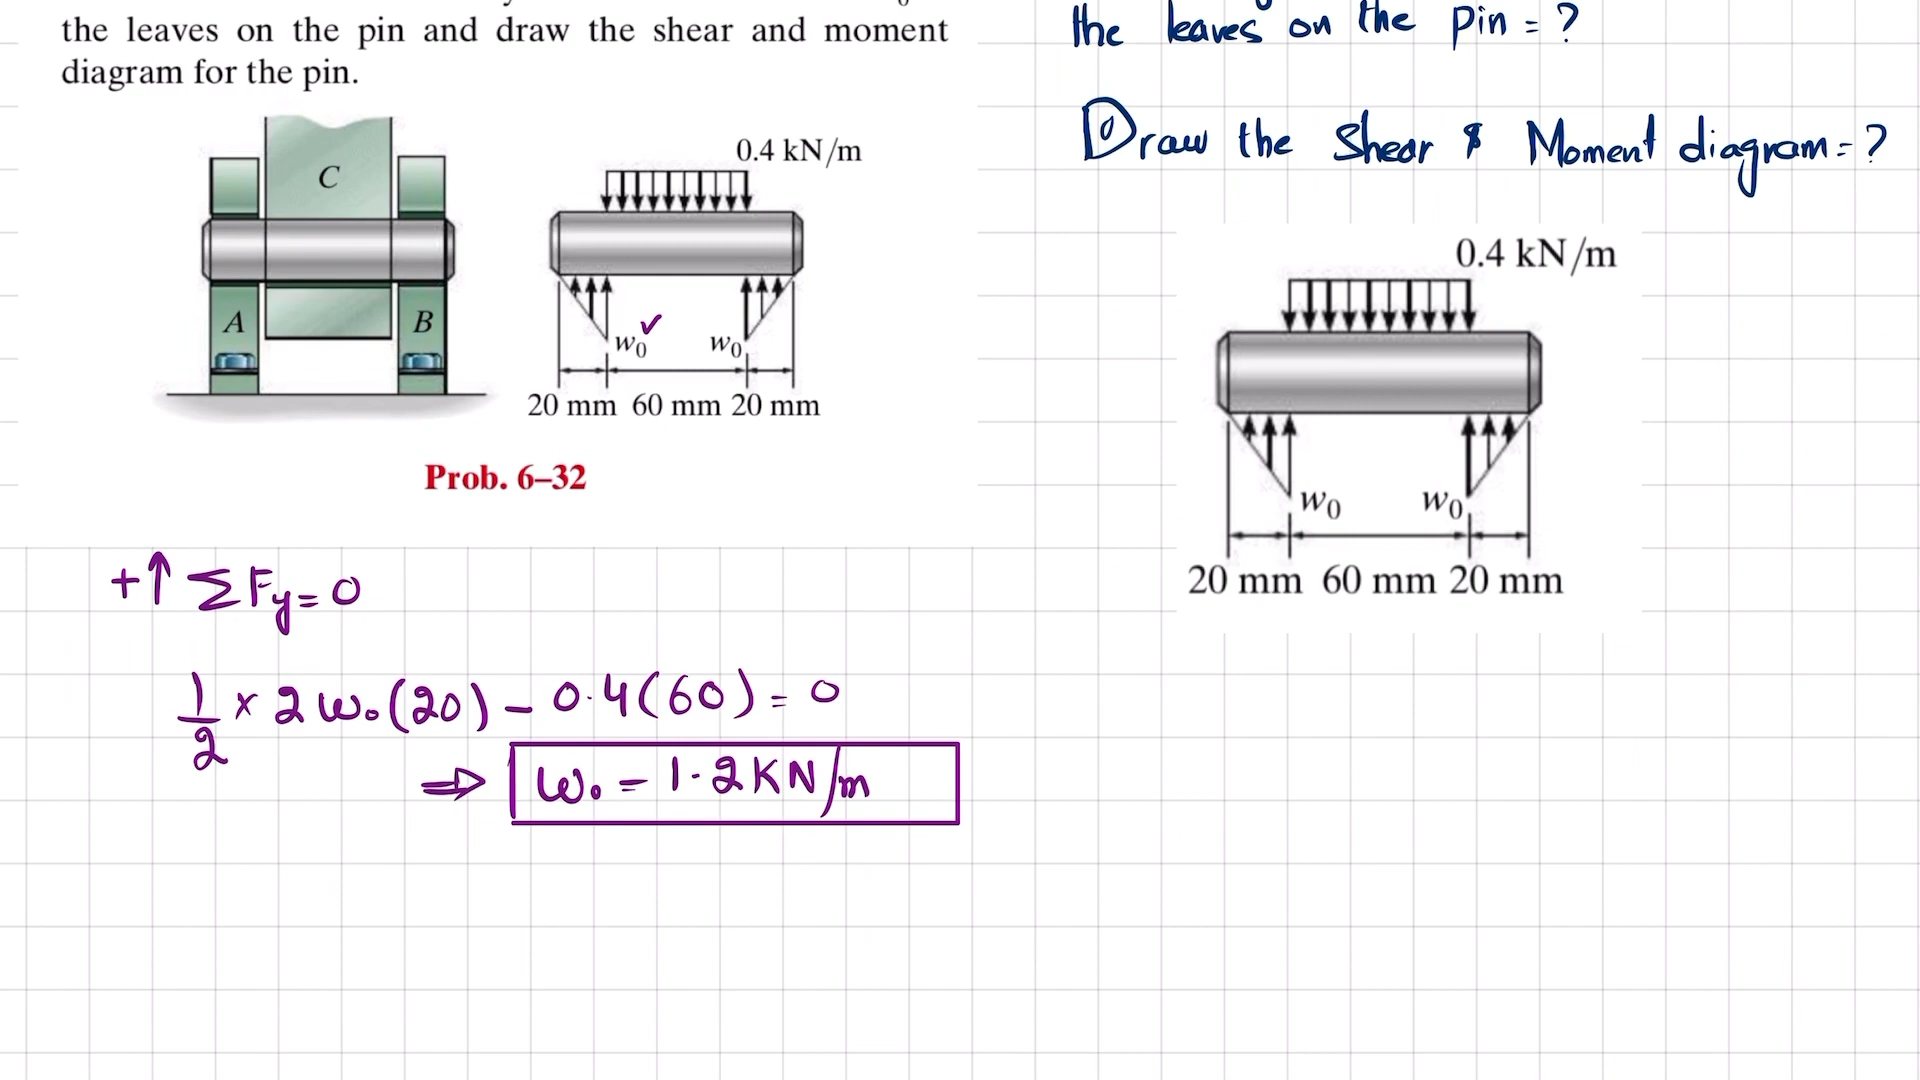 the leaves on the pin and draw the shear and moment
diagram for the pin.
C
A
B
0.4 kN/m
w0
w0
20 mm 60 mm 20 mm
Prob. 6–32
+↑ ΣFy=0
1/2 × 2w0(20) - 0.4(60) = 0
⇒ w0 = 1.2KN/m
the leaves on the pin = ?
Draw the Shear & Moment diagram = ?
0.4 kN/m
w0
w0
20 mm 60 mm 20 mm